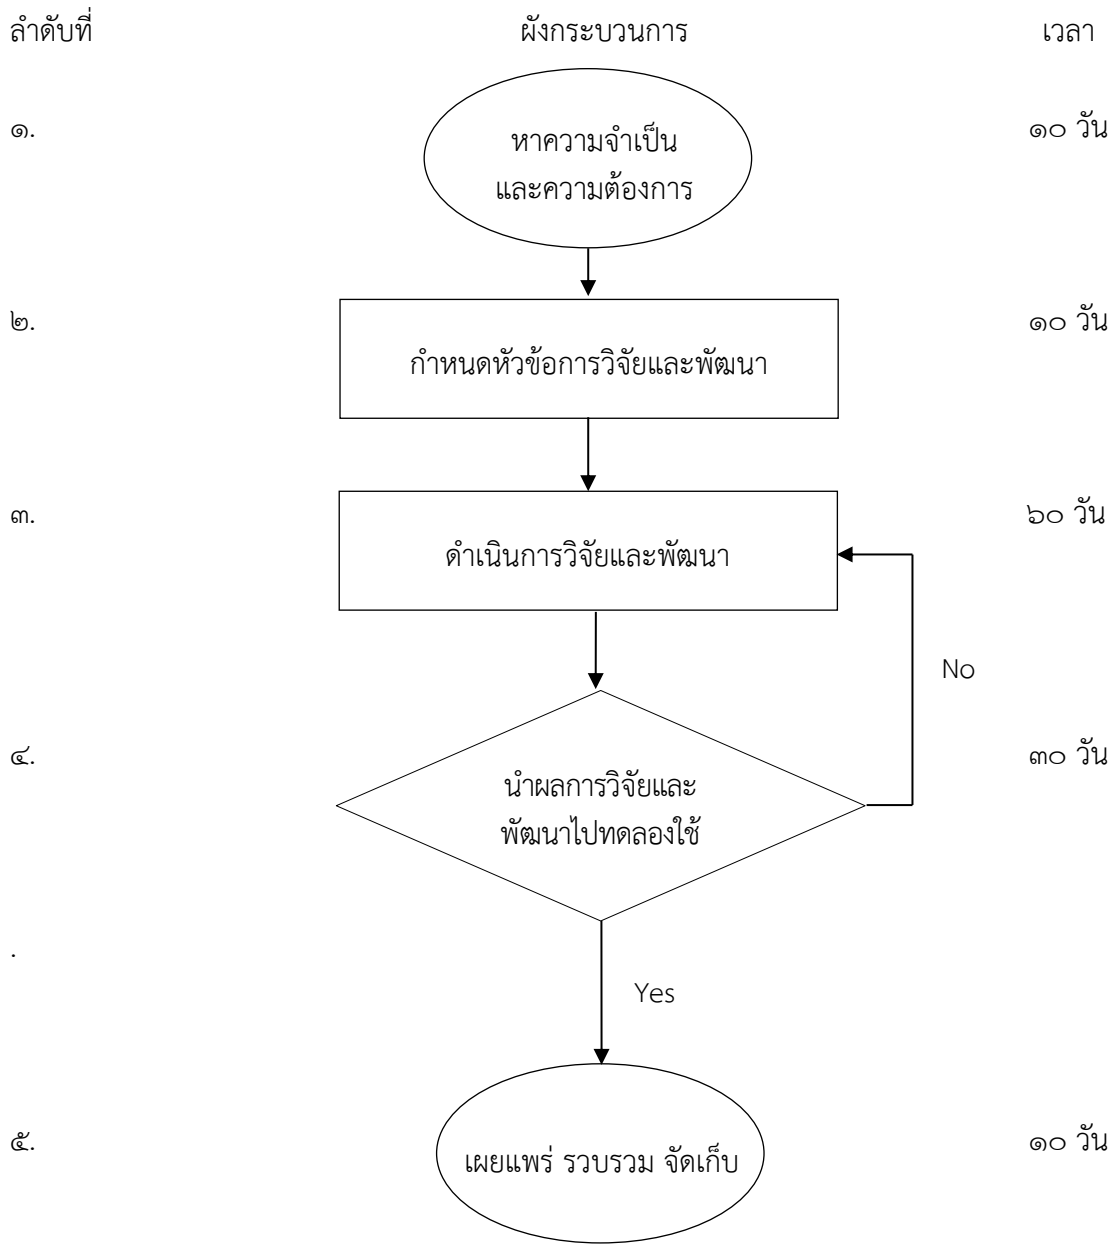 ลำดับที่ ผังกระบวนการ เวลา
๑. หาความจำเป็น ๑๐ วัน
และความต้องการ
๒. ๑๐ วัน
กำหนดหัวข้อการวิจัยและพัฒนา
๓. ๖๐ วัน
ดำเนินการวิจัยและพัฒนา
No
๔. ๓๐ วัน
นำผลการวิจัยและ
พัฒนาไปทดลองใช้
.
Yes
๕. ๑๐ วัน
เผยแพร่ รวบรวม จัดเก็บ